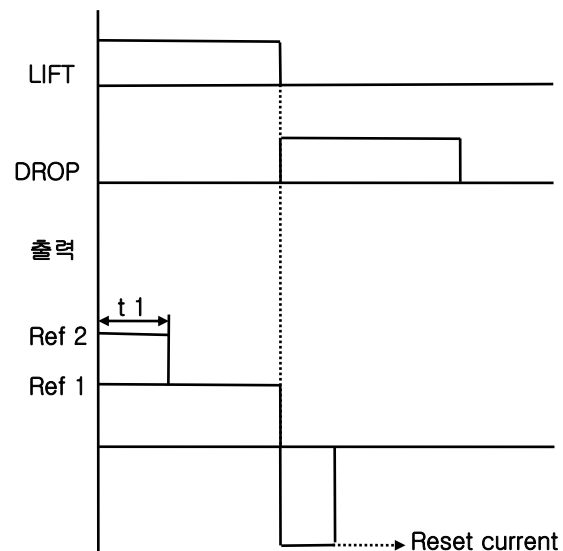 LIFT
DROP
출력
t 1
Ref 2
Ref 1
Reset current